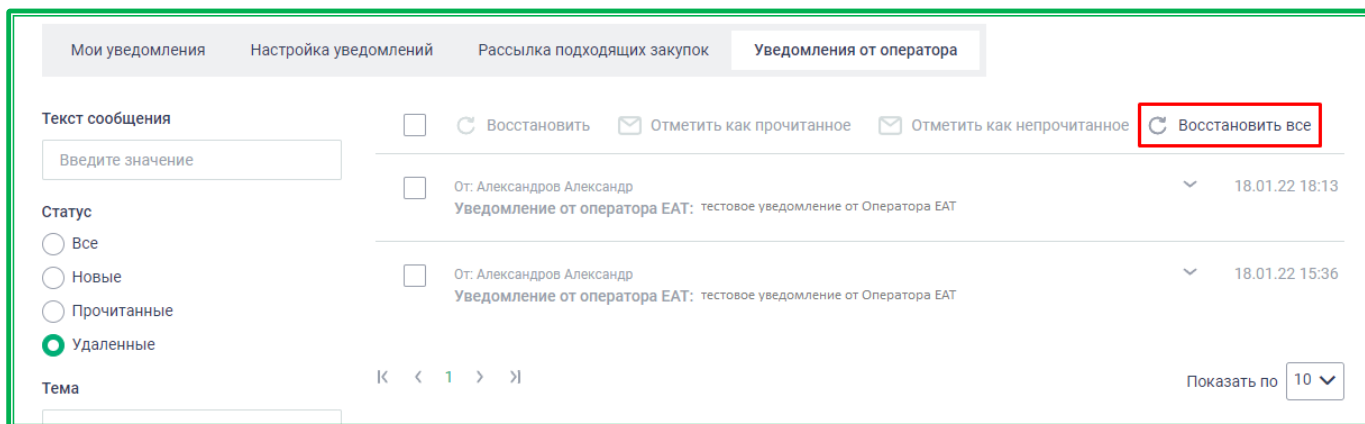 Мои уведомления Настройка уведомлений Рассылка подходящих закупок Уведомления от оператора
Текст сообщения
Введите значение
Статус
Все
Новые
Прочитанные
Удаленные
Тема
Восстановить Отметить как прочитанное Отметить как непрочитанное Восстановить все
От: Александров Александр
Уведомление от оператора ЕАТ: тестовое уведомление от Оператора ЕАТ
18.01.22 18:13
От: Александров Александр
Уведомление от оператора ЕАТ: тестовое уведомление от Оператора ЕАТ
18.01.22 15:36
1
Показать по 10